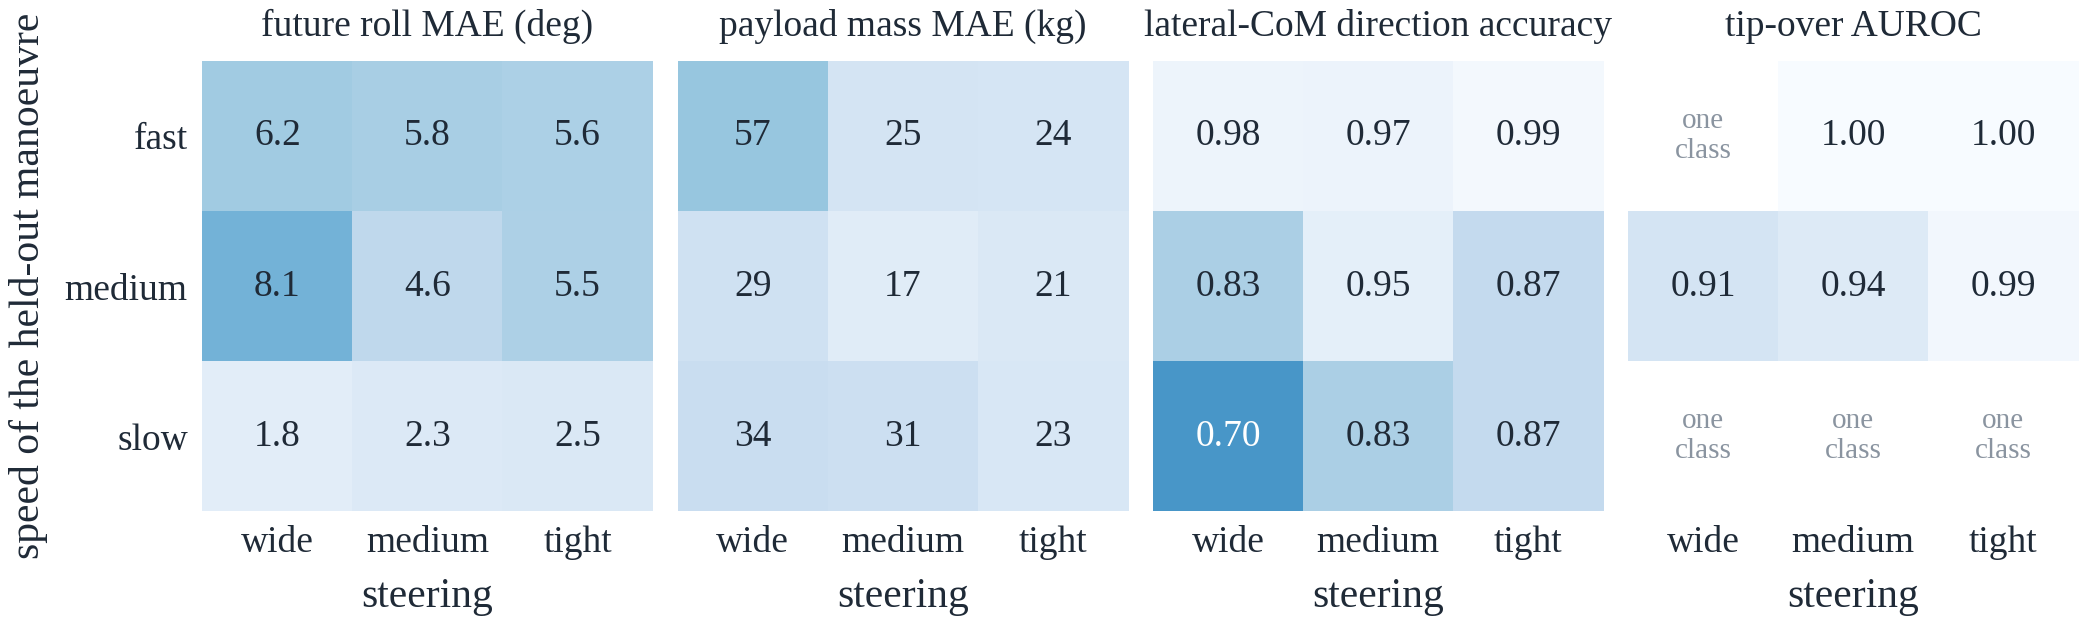 speed of the held-out manoeuvre
future roll MAE (deg)
payload mass MAE (kg)
lateral-CoM direction accuracy
tip-over AUROC
fast
6.2 5.8 5.6
57 25 24
0.98 0.97 0.99
one
class
1.00 1.00
medium
8.1 4.6 5.5
29 17 21
0.83 0.95 0.87
0.91 0.94 0.99
slow
1.8 2.3 2.5
34 31 23
0.70 0.83 0.87
one
class
one
class
one
class
wide medium tight
wide medium tight
wide medium tight
wide medium tight
steering
steering
steering
steering